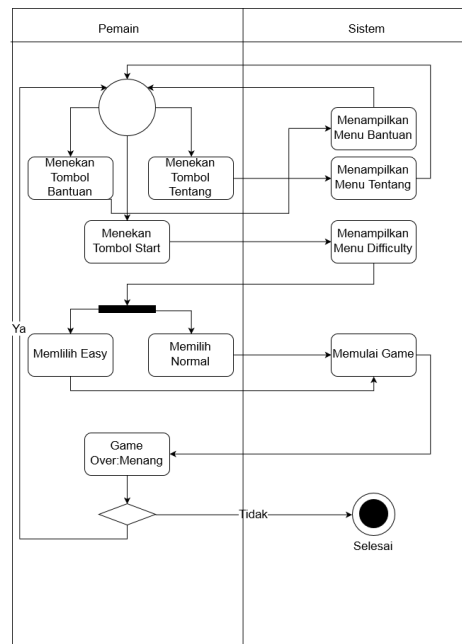 Pemain
Sistem
Menampilkan
Menu Bantuan
Menekan
Tombol
Bantuan
Menekan
Tombol
Tentang
Menampilkan
Menu Tentang
Menekan
Tombol Start
Menampilkan
Menu Difficulty
Ya
Memlilih Easy
Memilih
Normal
Memulai Game
Game
Over:Menang
Tidak
Selesai